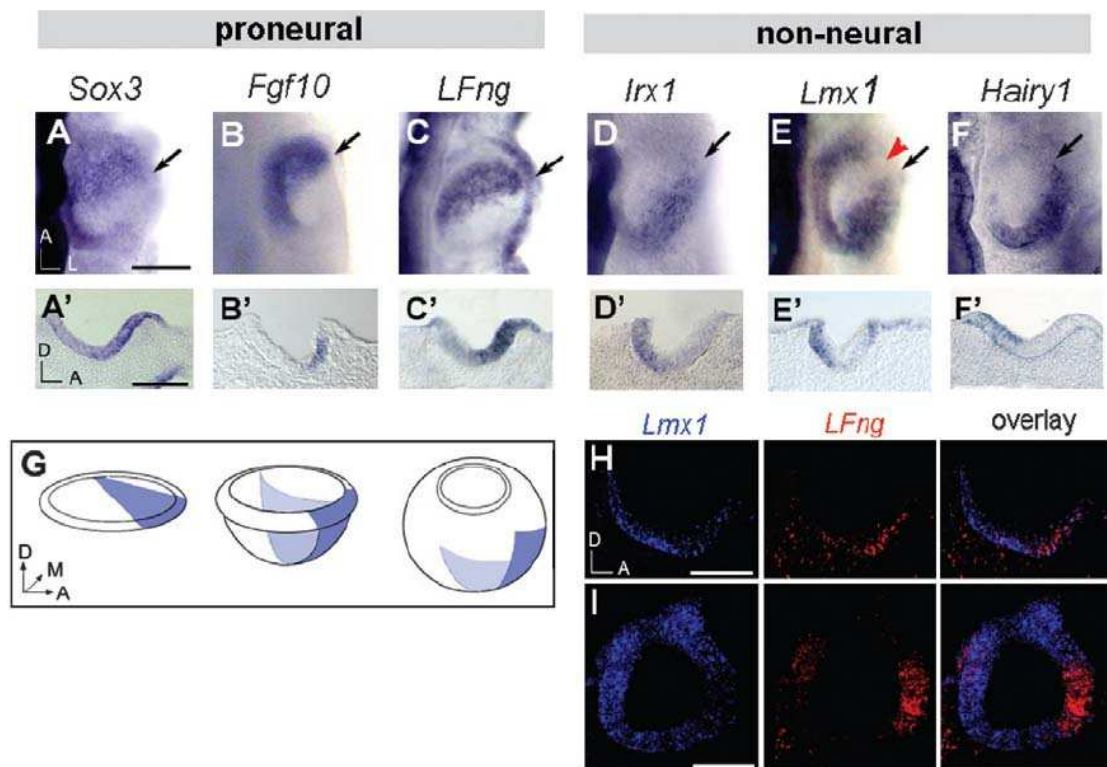 proneural non-neural
Sox3 Fgf10 LFng Irx1 Lmx1 Hairy1
A B C D E F
A L
A’ B’ C’ D’ E’ F’
D
A
Lmx1 LFng overlay
G
D
M
A
H
D
A
I